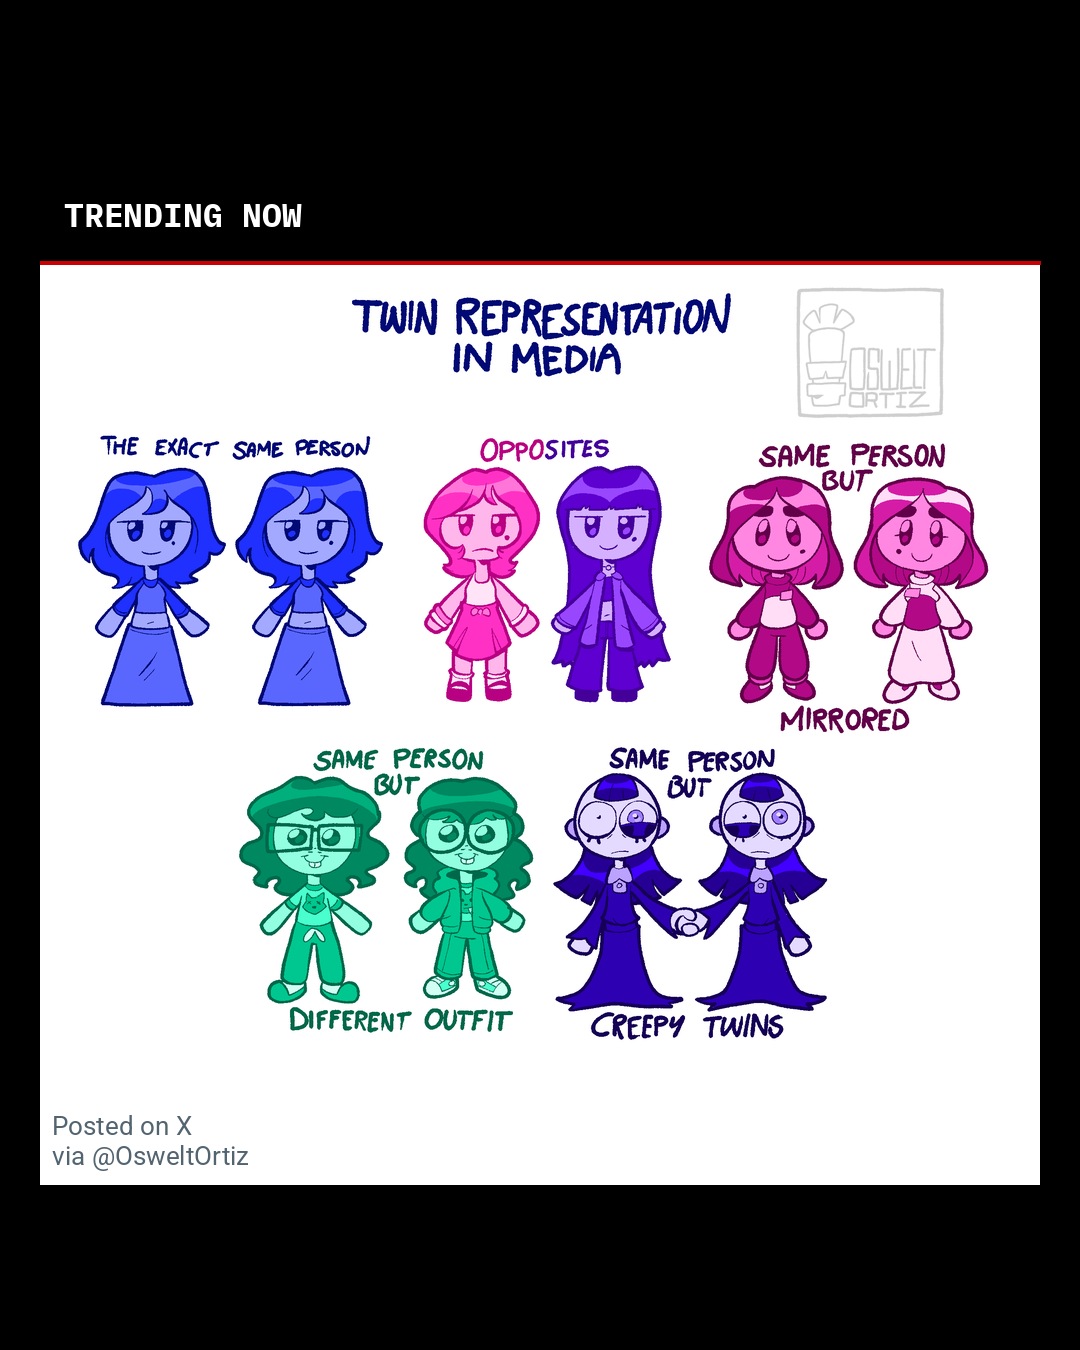 TRENDING NOW
TWIN REPRESENTATION
IN MEDIA
OSWELT
ORTIZ
THE EXACT SAME PERSON
OPPOSITES
SAME PERSON
BUT
MIRRORED
SAME PERSON
BUT
DIFFERENT OUTFIT
SAME PERSON
BUT
CREEPY TWINS
Posted on X
via @OsweltOrtiz